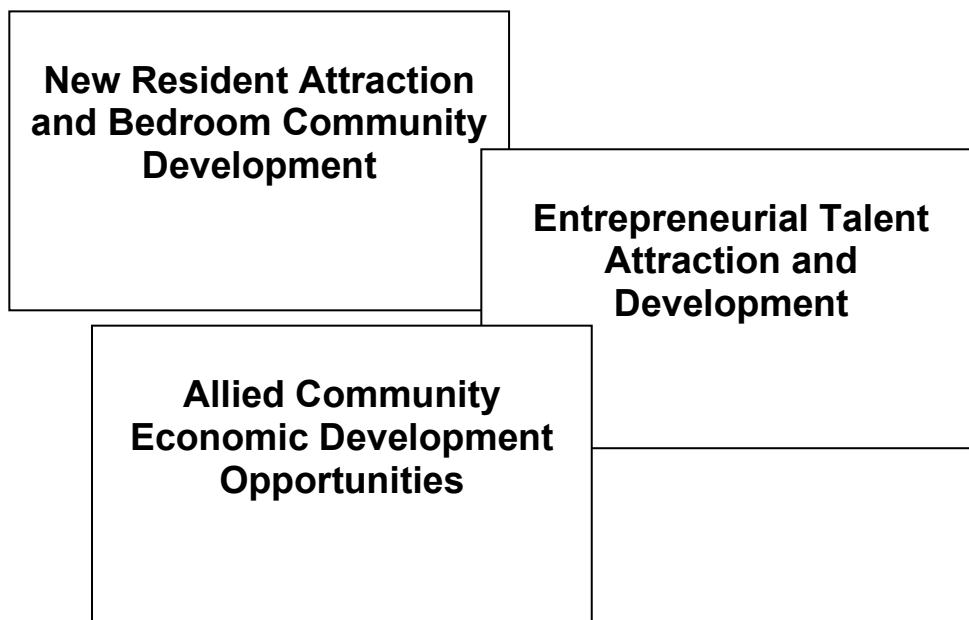 New Resident Attraction
and Bedroom Community
Development
Entrepreneurial Talent
Attraction and
Development
Allied Community
Economic Development
Opportunities